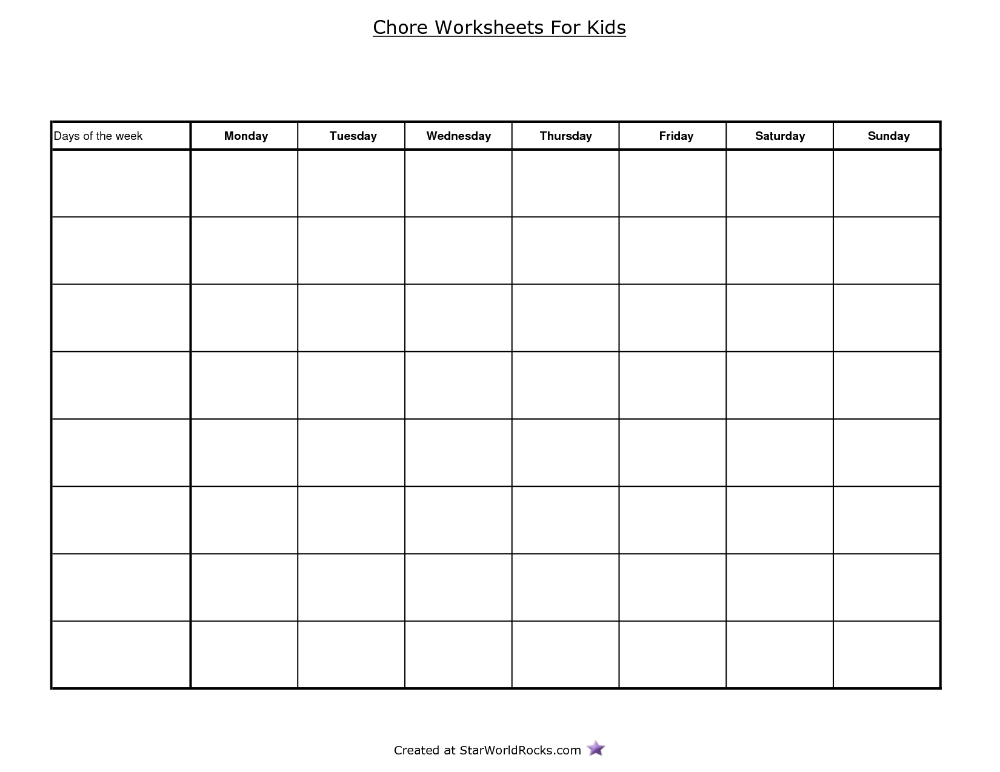 Chore Worksheets For Kids
Days of the week Monday Tuesday Wednesday Thursday Friday Saturday Sunday
Created at StarWorldRocks.com